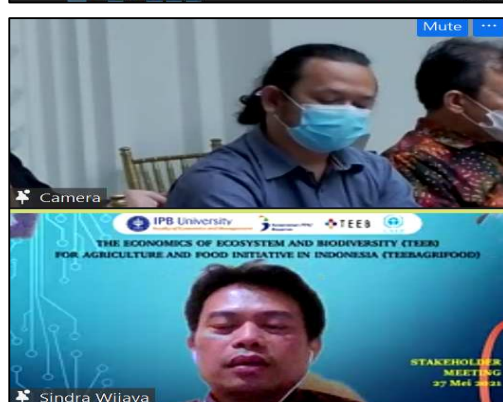 Mute ...
Camera
IPB University
TEEB
THE ECONOMICS OF ECOSYSTEM AND BIODIVERSITY (TEEB)
FOR AGRICULTURE AND FOOD INITIATIVE IN INDONESIA (TEEBAGRIFOOD)
STAKEHOLDER
MEETING
27 Mei 2021
Sindra Wijaya